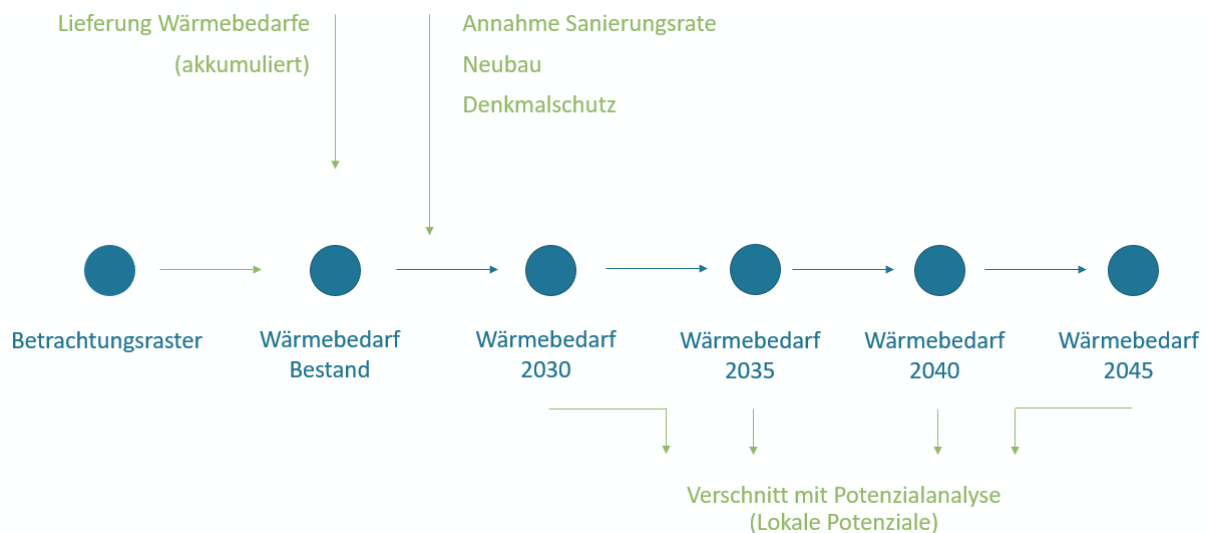 Lieferung Wärmebedarfe
(akkumuliert)
Annahme Sanierungsrate
Neubau
Denkmalschutz
Betrachtungsraster
Wärmebedarf
Bestand
Wärmebedarf
2030
Wärmebedarf
2035
Wärmebedarf
2040
Wärmebedarf
2045
Verschnitt mit Potenzialanalyse
(Lokale Potenziale)